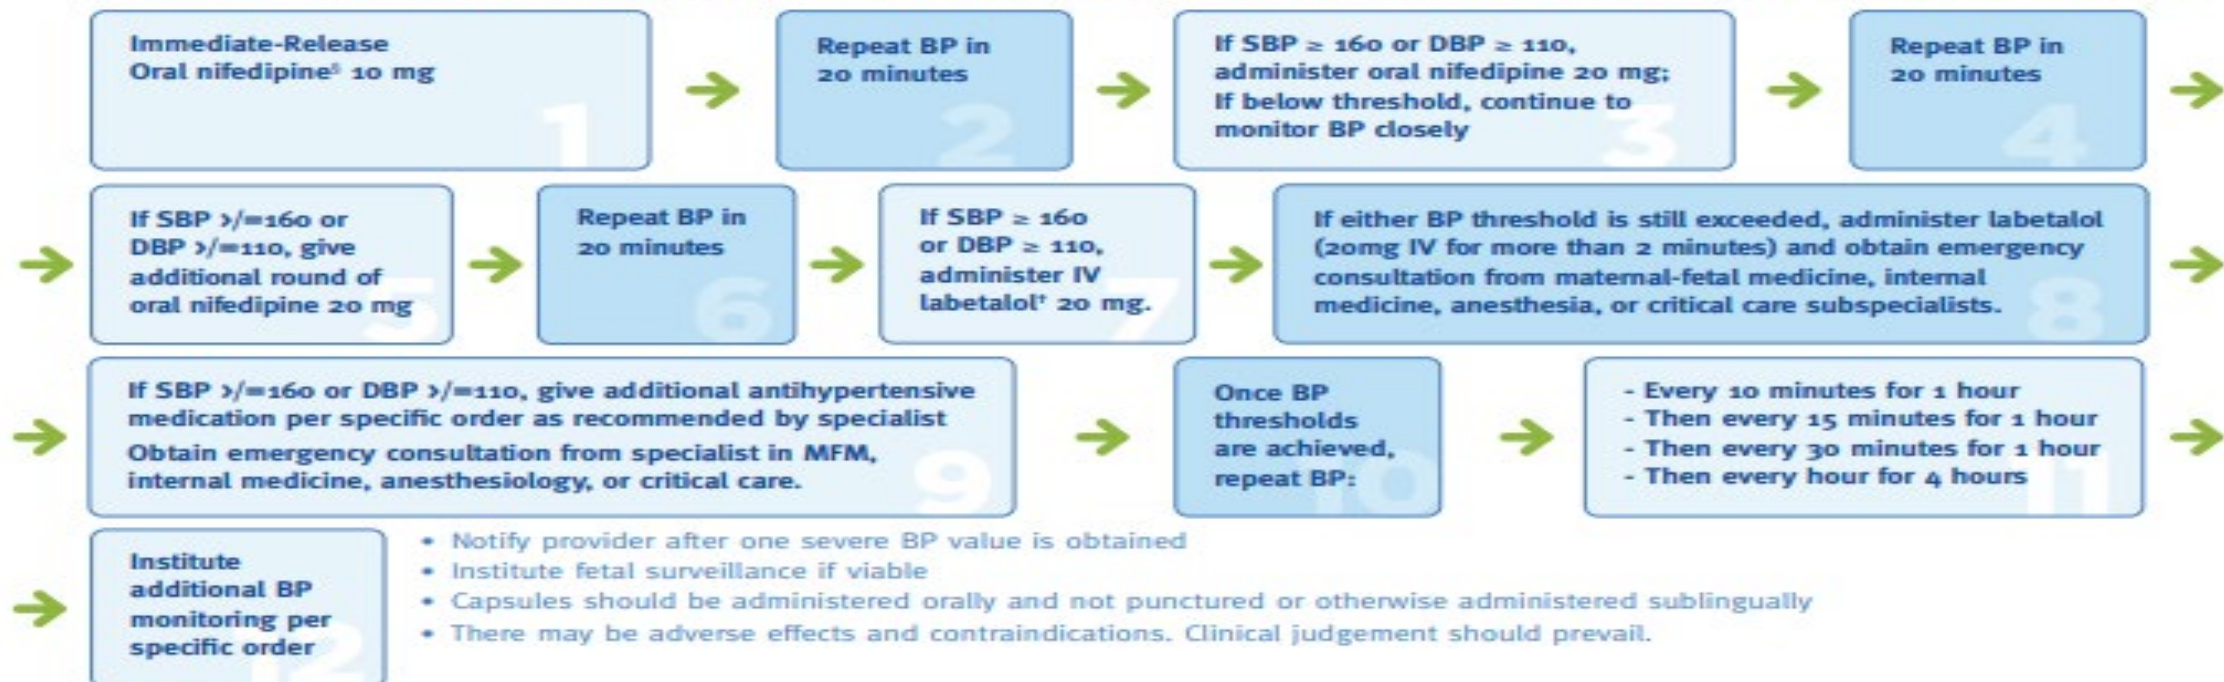 Immediate-Release
Oral nifedipine§ 10 mg
1
Repeat BP in
20 minutes
2
If SBP ≥ 160 or DBP ≥ 110,
administer oral nifedipine 20 mg;
If below threshold, continue to
monitor BP closely
3
Repeat BP in
20 minutes
4
If SBP >/=160 or
DBP >/=110, give
additional round of
oral nifedipine 20 mg
5
Repeat BP in
20 minutes
6
If SBP ≥ 160
or DBP ≥ 110,
administer IV
labetalol† 20 mg.
7
If either BP threshold is still exceeded, administer labetalol
(20mg IV for more than 2 minutes) and obtain emergency
consultation from maternal-fetal medicine, internal
medicine, anesthesia, or critical care subspecialists.
8
If SBP >/=160 or DBP >/=110, give additional antihypertensive
medication per specific order as recommended by specialist
Obtain emergency consultation from specialist in MFM,
internal medicine, anesthesiology, or critical care.
9
Once BP
thresholds
are achieved,
repeat BP:
10
- Every 10 minutes for 1 hour
- Then every 15 minutes for 1 hour
- Then every 30 minutes for 1 hour
- Then every hour for 4 hours
11
Institute
additional BP
monitoring per
specific order
12
• Notify provider after one severe BP value is obtained
• Institute fetal surveillance if viable
• Capsules should be administered orally and not punctured or otherwise administered sublingually
• There may be adverse effects and contraindications. Clinical judgement should prevail.